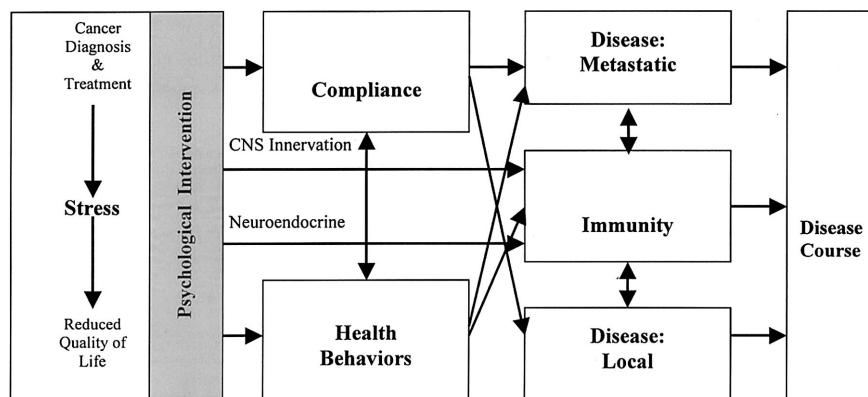 Cancer
Diagnosis
&
Treatment
Stress
Reduced
Quality of
Life
Psychological Intervention
Compliance
CNS Innervation
Neuroendocrine
Health
Behaviors
Disease:
Metastatic
Immunity
Disease:
Local
Disease
Course